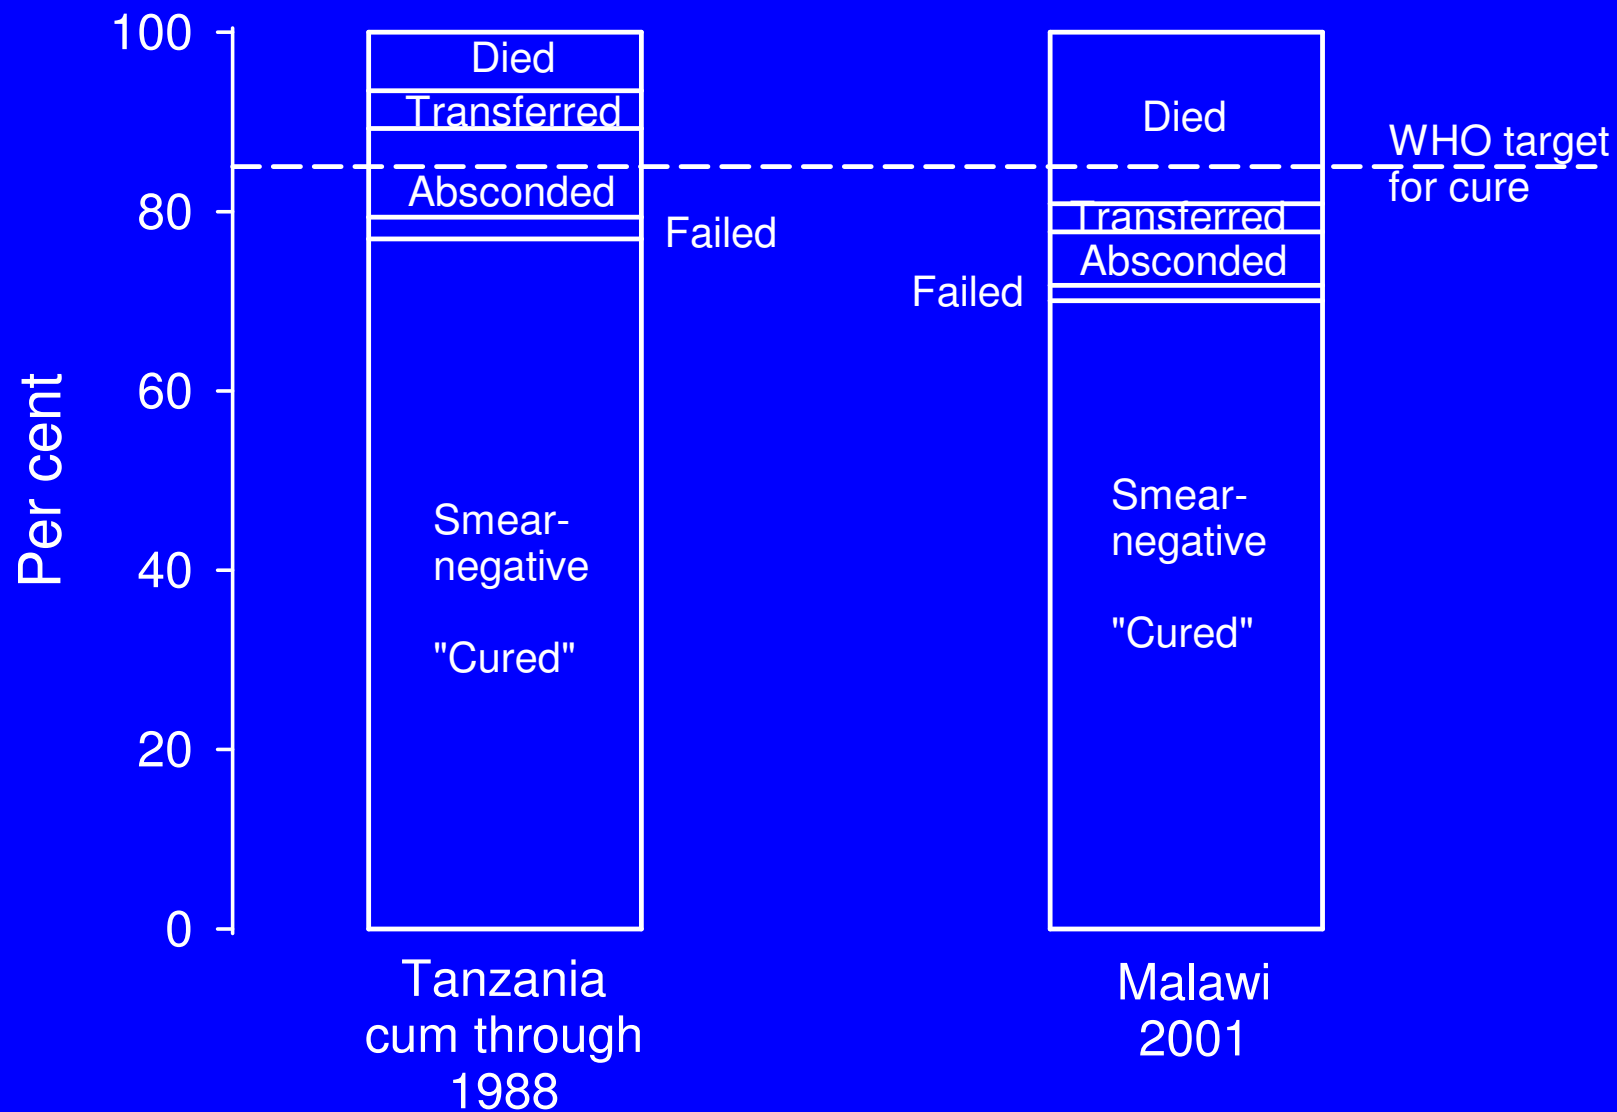 Per cent
100
80
60
40
20
0
Died
Transferred
Absconded
Failed
Smear-
negative
"Cured"
Tanzania
cum through
1988
Died
Transferred
Absconded
Failed
Smear-
negative
"Cured"
Malawi
2001
WHO target
for cure